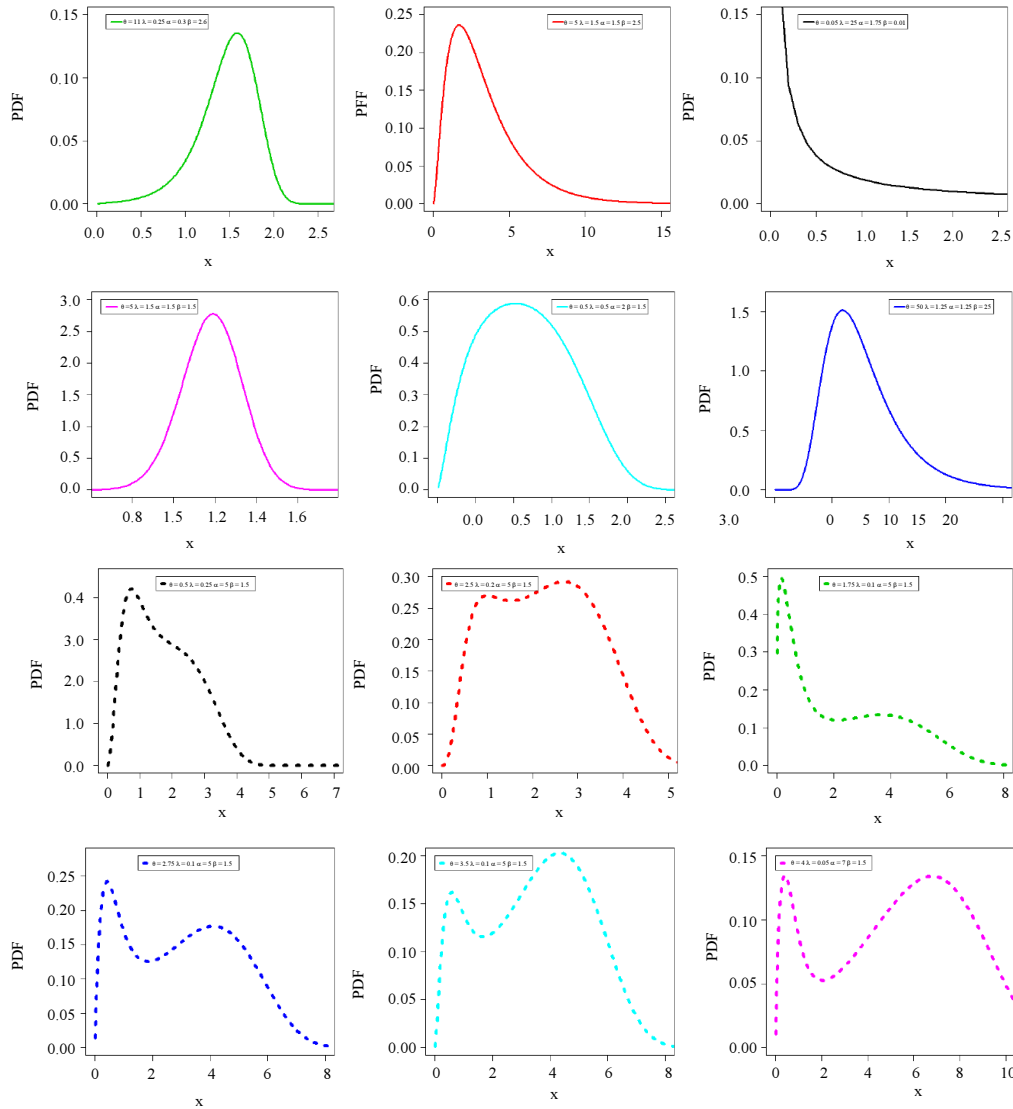 θ = 11 λ = 0.25 α = 0.3 β = 2.6
0.15
0.10
0.05
0.00
PDF
0.0 0.5 1.0 1.5 2.0 2.5
x
θ = 5 λ = 1.5 α = 1.5 β = 2.5
0.25
0.20
0.15
0.10
0.05
0.00
PFF
0 5 10 15
x
θ = 0.05 λ = 25 α = 1.75 β = 0.01
0.15
0.10
0.05
0.00
PDF
0.0 0.5 1.0 1.5 2.0 2.5
x
θ = 5 λ = 1.5 α = 1.5 β = 1.5
3.0
2.5
2.0
1.5
1.0
0.5
0.0
PDF
0.8 1.5 1.2 1.4 1.6
x
θ = 0.5 λ = 0.5 α = 2 β = 1.5
0.6
0.5
0.4
0.3
0.2
0.1
0.0
PDF
0.0 0.5 1.0 1.5 2.0 2.5 3.0
x
θ = 50 λ = 1.25 α = 1.25 β = 25
1.5
1.0
0.5
0.0
PDF
0 5 10 15 20
x
θ = 0.5 λ = 0.25 α = 5 β = 1.5
0.4
3.0
2.0
1.0
0.0
PDF
0 1 2 3 4 5 6 7
x
θ = 2.5 λ = 0.2 α = 5 β = 1.5
0.30
0.25
0.20
0.15
0.10
0.05
0.00
PDF
0 1 2 3 4 5
x
θ = 1.75 λ = 0.1 α = 5 β = 1.5
0.5
0.4
0.3
0.2
0.1
0.0
PDF
0 2 4 6 8
x
θ = 2.75 λ = 0.1 α = 5 β = 1.5
0.25
0.20
0.15
0.10
0.05
0.00
PDF
0 2 4 6 8
x
θ = 3.5 λ = 0.1 α = 5 β = 1.5
0.20
0.15
0.10
0.05
0.00
PDF
0 2 4 6 8
x
θ = 4 λ = 0.05 α = 7 β = 1.5
0.15
0.10
0.05
0.00
PDF
0 2 4 6 8 10
x